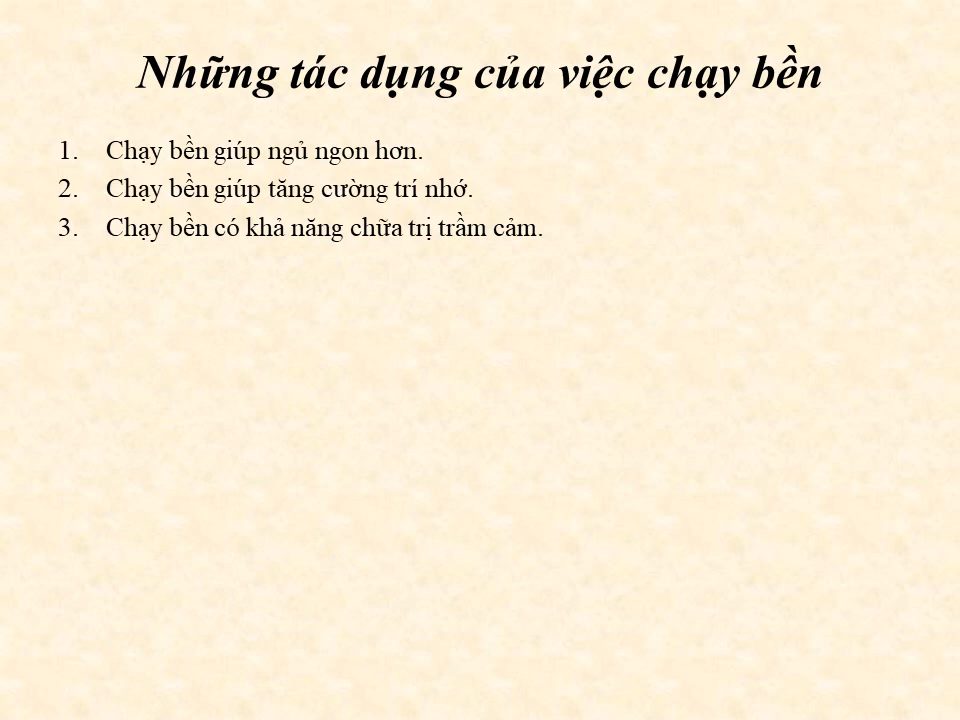 Những tác dụng của việc chạy bền
1. Chạy bền giúp ngủ ngon hơn.
2. Chạy bền giúp tăng cường trí nhớ.
3. Chạy bền có khả năng chữa trị trầm cảm.